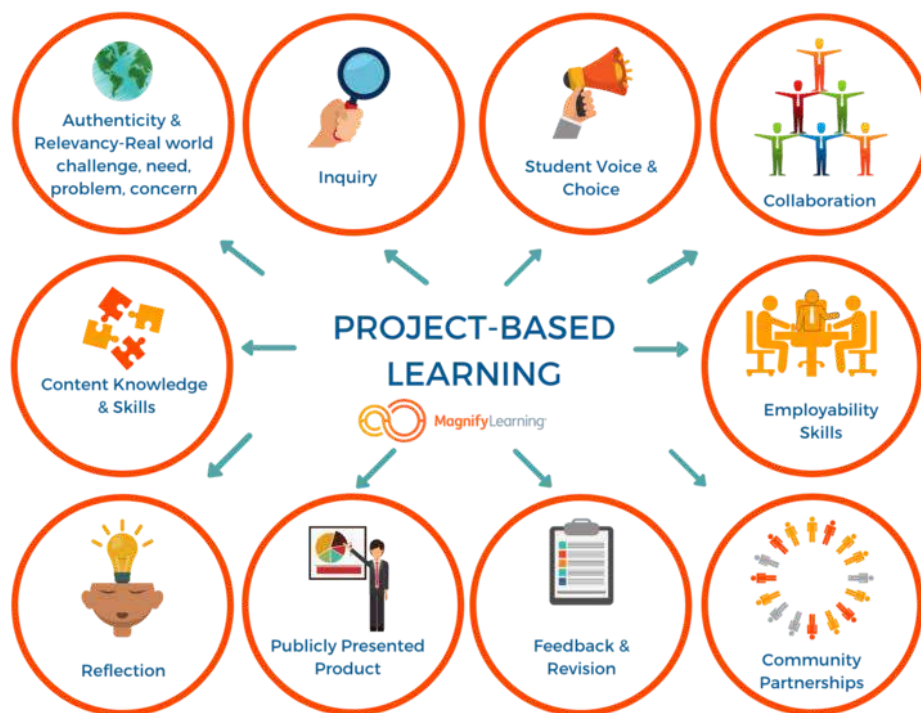 Authenticity &
Relevancy-Real world
challenge, need,
problem, concern
Inquiry
Student Voice &
Choice
Collaboration
PROJECT-BASED
LEARNING
MagnifyLearning
Content Knowledge
& Skills
Employability
Skills
Reflection
Publicly Presented
Product
Feedback &
Revision
Community
Partnerships